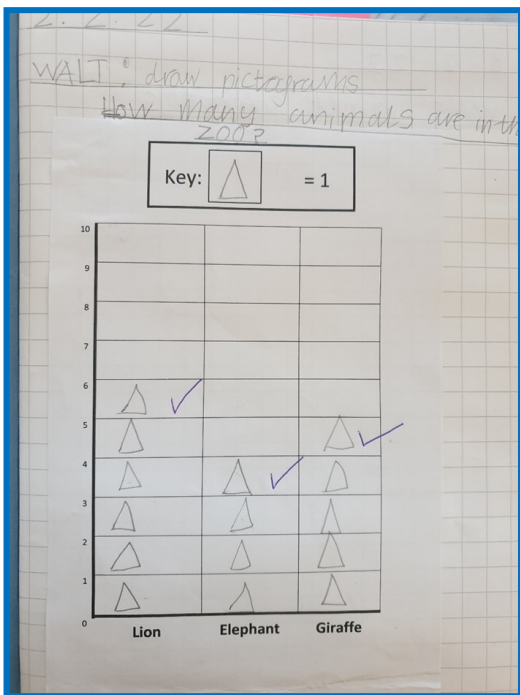 2.2.22
WALT: draw pictograms
How many animals are in th
zoo?
Key: = 1
10
9
8
7
6
5
4
3
2
1
0
Lion Elephant Giraffe